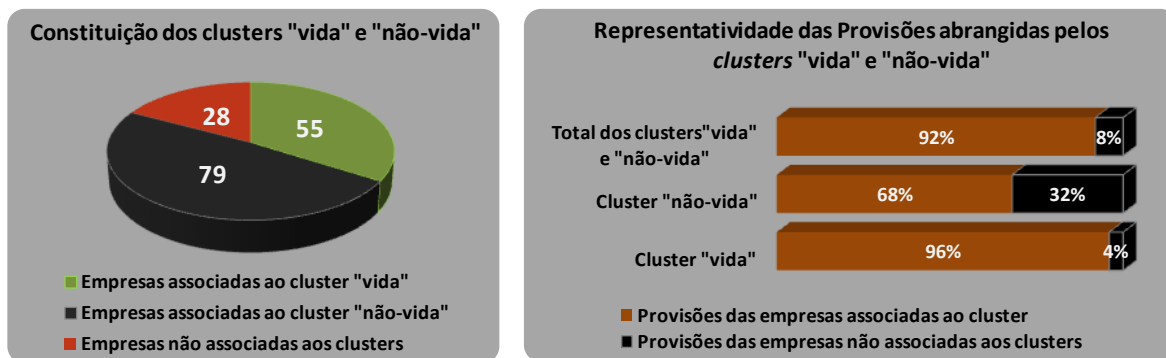 Constituição dos clusters "vida" e "não-vida"
28
55
79
Empresas associadas ao cluster "vida"
Empresas associadas ao cluster "não-vida"
Empresas não associadas aos clusters
Representatividade das Provisões abrangidas pelos
clusters "vida" e "não-vida"
Total dos clusters"vida"
e "não-vida"
92%
8%
Cluster "não-vida"
68%
32%
Cluster "vida"
96%
4%
Provisões das empresas associadas ao cluster
Provisões das empresas não associadas aos clusters